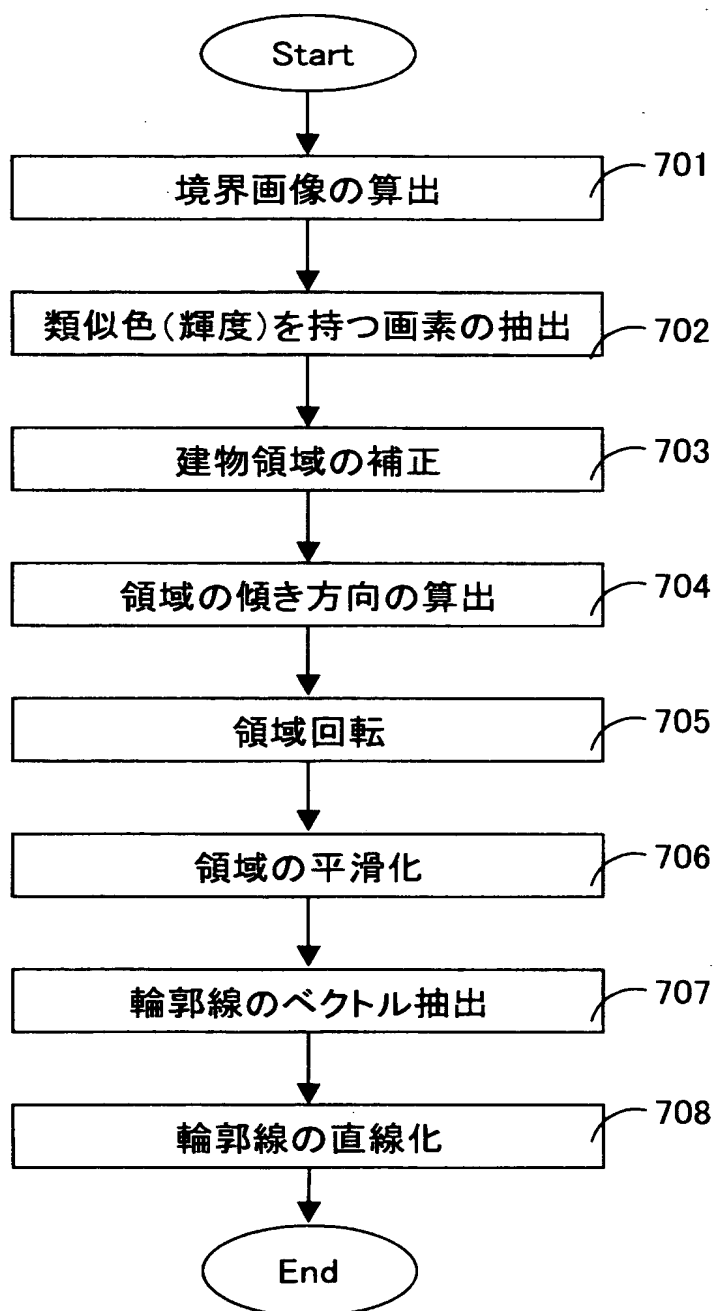 Start
境界画像の算出
701
類似色(輝度)を持つ画素の抽出
702
建物領域の補正
703
領域の傾き方向の算出
704
領域回転
705
領域の平滑化
706
輪郭線のベクトル抽出
707
輪郭線の直線化
708
End